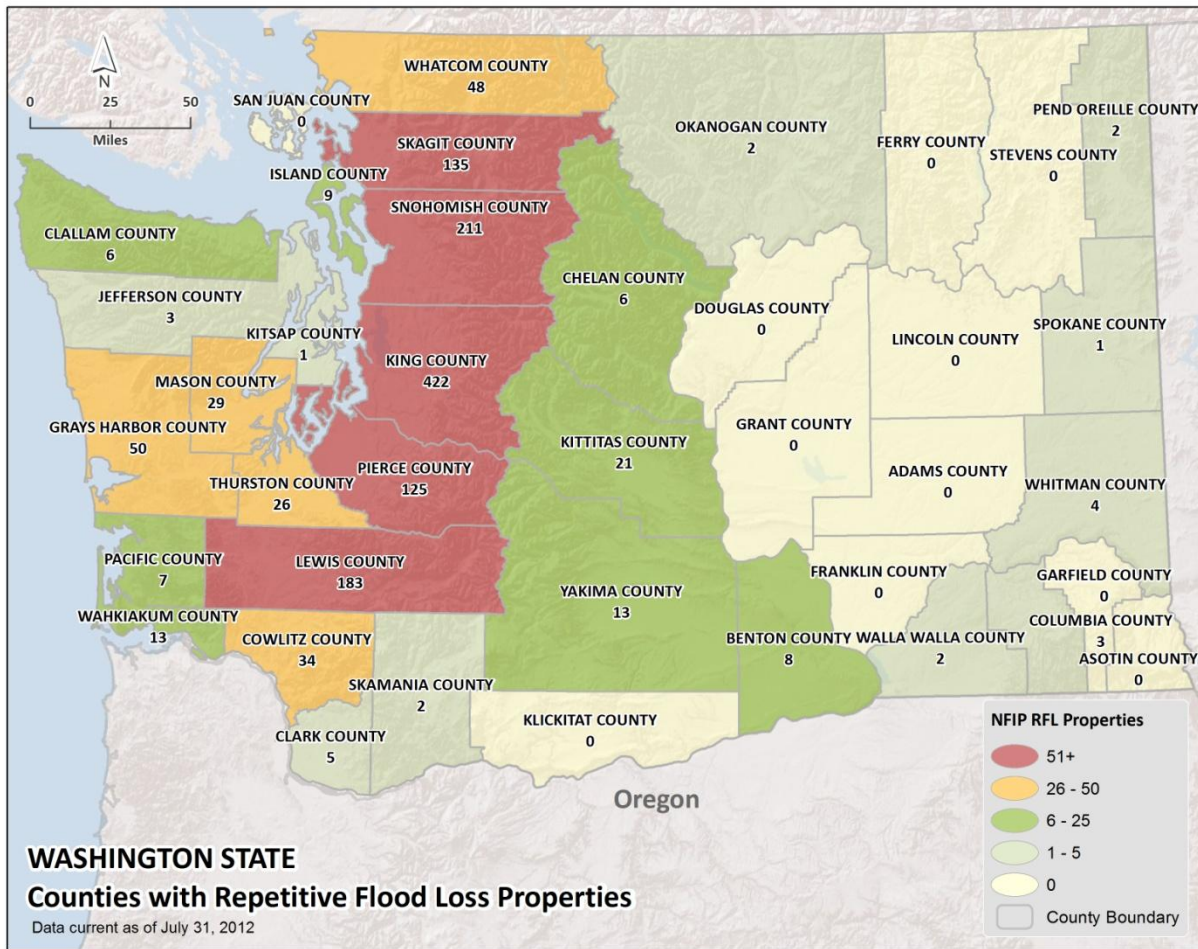 N
0 25 50
Miles
WHATCOM COUNTY
48
SAN JUAN COUNTY
0
SKAGIT COUNTY
135
ISLAND COUNTY
9
SNOHOMISH COUNTY
211
OKANOGAN COUNTY
2
FERRY COUNTY
0
STEVENS COUNTY
0
PEND OREILLE COUNTY
2
CLALLAM COUNTY
6
JEFFERSON COUNTY
3
KITSAP COUNTY
1
CHELAN COUNTY
6
DOUGLAS COUNTY
0
LINCOLN COUNTY
0
SPOKANE COUNTY
1
KING COUNTY
422
MASON COUNTY
29
GRAYS HARBOR COUNTY
50
KITTITAS COUNTY
21
GRANT COUNTY
0
ADAMS COUNTY
0
WHITMAN COUNTY
4
PIERCE COUNTY
125
THURSTON COUNTY
26
PACIFIC COUNTY
7
LEWIS COUNTY
183
YAKIMA COUNTY
13
FRANKLIN COUNTY
0
GARFIELD COUNTY
0
WAHKIAKUM COUNTY
13
COWLITZ COUNTY
34
BENTON COUNTY
8
WALLA WALLA COUNTY
2
COLUMBIA COUNTY
3
ASOTIN COUNTY
0
SKAMANIA COUNTY
2
CLARK COUNTY
5
KLICKITAT COUNTY
0
Oregon
NFIP RFL Properties
51+
26 - 50
6 - 25
1 - 5
0
County Boundary
WASHINGTON STATE
Counties with Repetitive Flood Loss Properties
Data current as of July 31, 2012